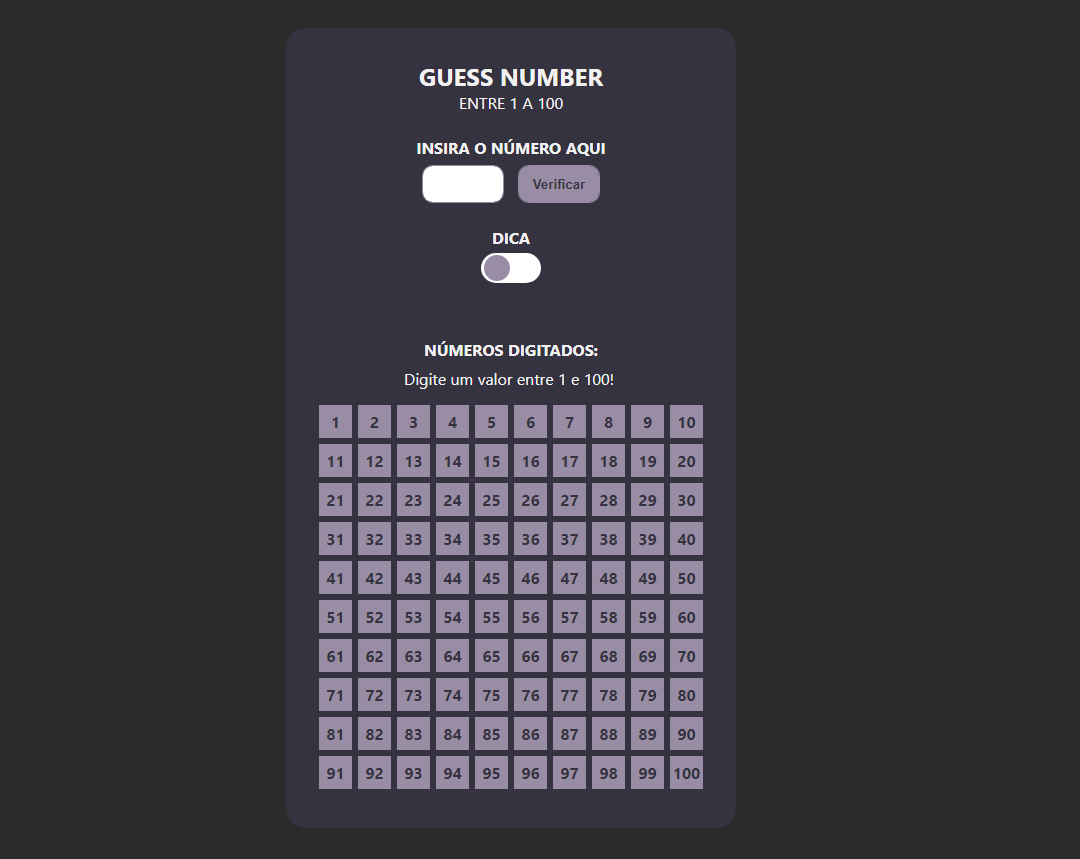 GUESS NUMBER
ENTRE 1 A 100
INSIRA O NÚMERO AQUI
Verificar
DICA
NÚMEROS DIGITADOS:
Digite um valor entre 1 e 100!
1 2 3 4 5 6 7 8 9 10
11 12 13 14 15 16 17 18 19 20
21 22 23 24 25 26 27 28 29 30
31 32 33 34 35 36 37 38 39 40
41 42 43 44 45 46 47 48 49 50
51 52 53 54 55 56 57 58 59 60
61 62 63 64 65 66 67 68 69 70
71 72 73 74 75 76 77 78 79 80
81 82 83 84 85 86 87 88 89 90
91 92 93 94 95 96 97 98 99 100